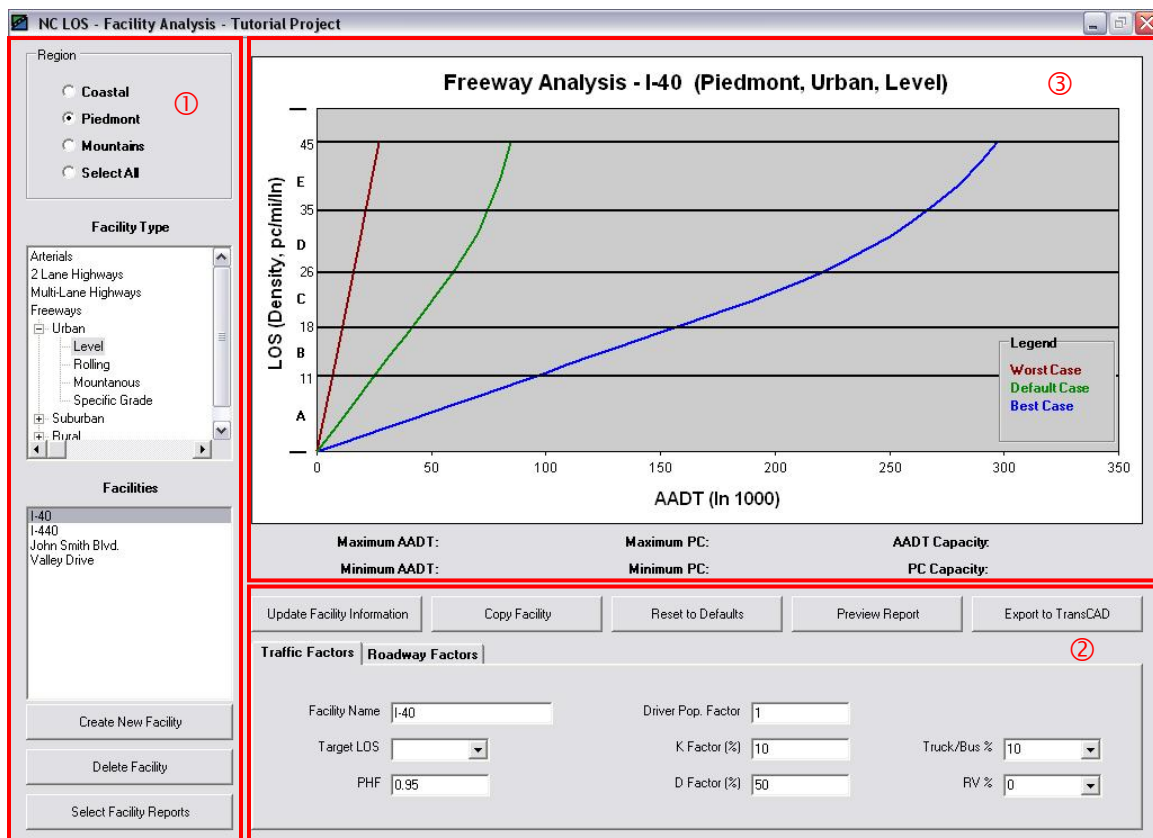 NC LOS - Facility Analysis - Tutorial Project
Region
Coastal
Piedmont
Mountains
Select All
①
Facility Type
Arterials
2 Lane Highways
Multi-Lane Highways
Freeways
Urban
Level
Rolling
Mountanous
Specific Grade
Suburban
Rural
Facilities
I-40
I-440
John Smith Blvd.
Valley Drive
Create New Facility
Delete Facility
Select Facility Reports
Freeway Analysis - I-40 (Piedmont, Urban, Level)
③
LOS (Density, pc/mi/ln)
45
E
35
D
26
C
18
B
11
A
0 50 100 150 200 250 300 350
AADT (In 1000)
Legend
Worst Case
Default Case
Best Case
Maximum AADT: Maximum PC: AADT Capacity:
Minimum AADT: Minimum PC: PC Capacity:
Update Facility Information Copy Facility Reset to Defaults Preview Report Export to TransCAD
②
Traffic Factors Roadway Factors
Facility Name I-40 Driver Pop. Factor 1
Target LOS K Factor (%) 10 Truck/Bus % 10
PHF 0.95 D Factor (%) 50 RV % 0